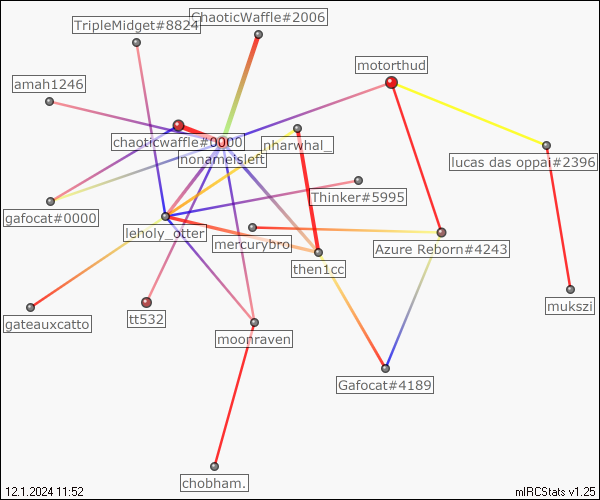 ChaoticWaffle#2006
TripleMidget#8824
motorthud
amah1246
chaoticwaffle#0000
nharwhal_
nonameisleft
lucas das oppai#2396
Thinker#5995
gafocat#0000
leholy_otter
mercurybro
Azure Reborn#4243
then1cc
mukszi
gateauxcatto
tt532
moonraven
Gafocat#4189
chobham.
12.1.2024 11:52
mIRCStats v1.25